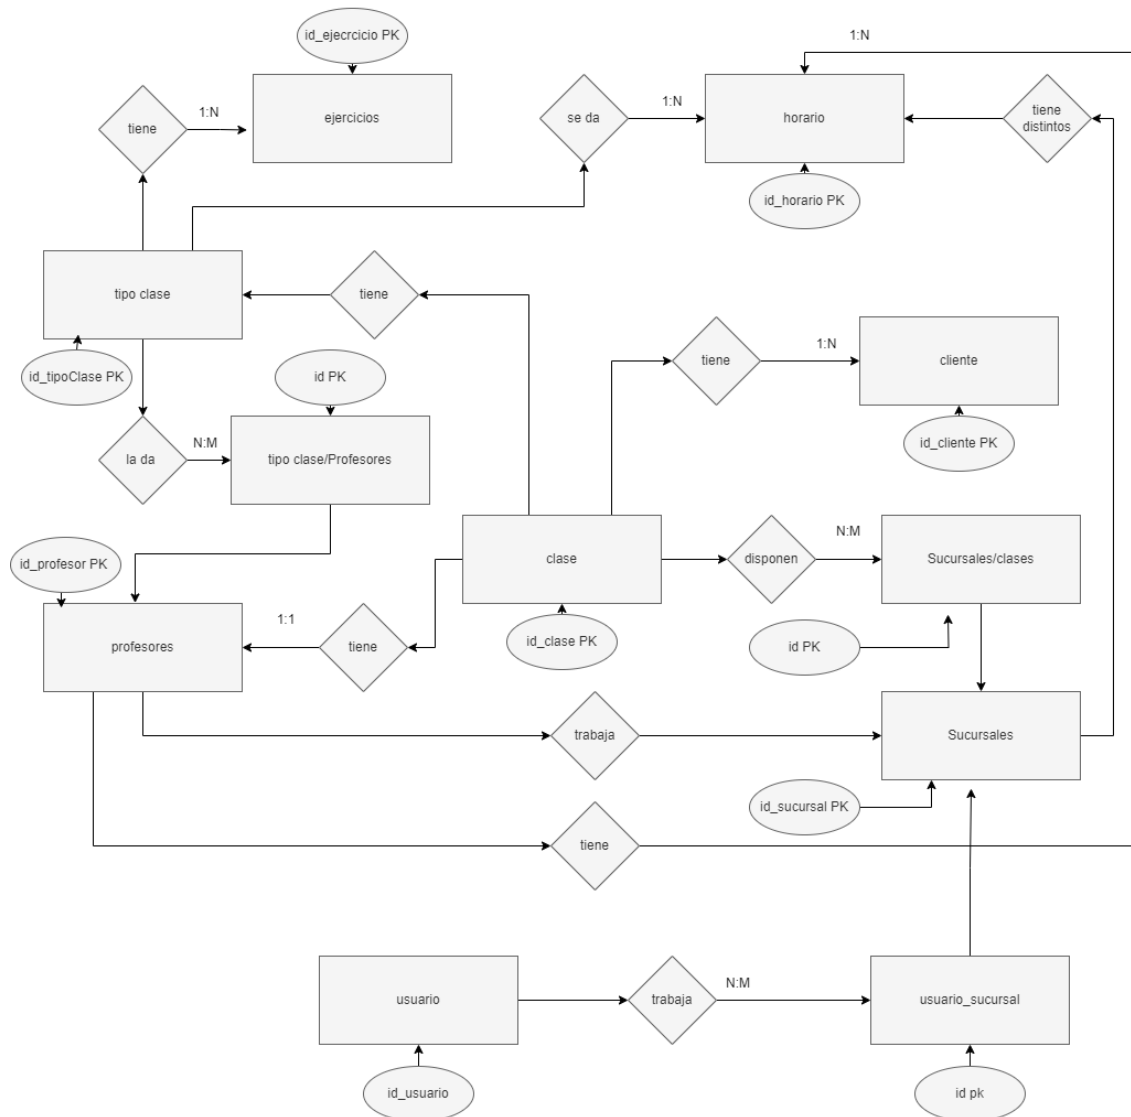 id_ejecrcicio PK
1:N
ejercicios
1:N
tiene
se da
1:N
horario
tiene
distintos
id_horario PK
tipo clase
tiene
id_tipoClase PK
id PK
tiene
1:N
cliente
id_cliente PK
la da
N:M
tipo clase/Profesores
id_profesor PK
clase
disponen
N:M
Sucursales/clases
id_clase PK
id PK
profesores
1:1
tiene
trabaja
Sucursales
id_sucursal PK
tiene
usuario
trabaja
N:M
usuario_sucursal
id_usuario
id pk